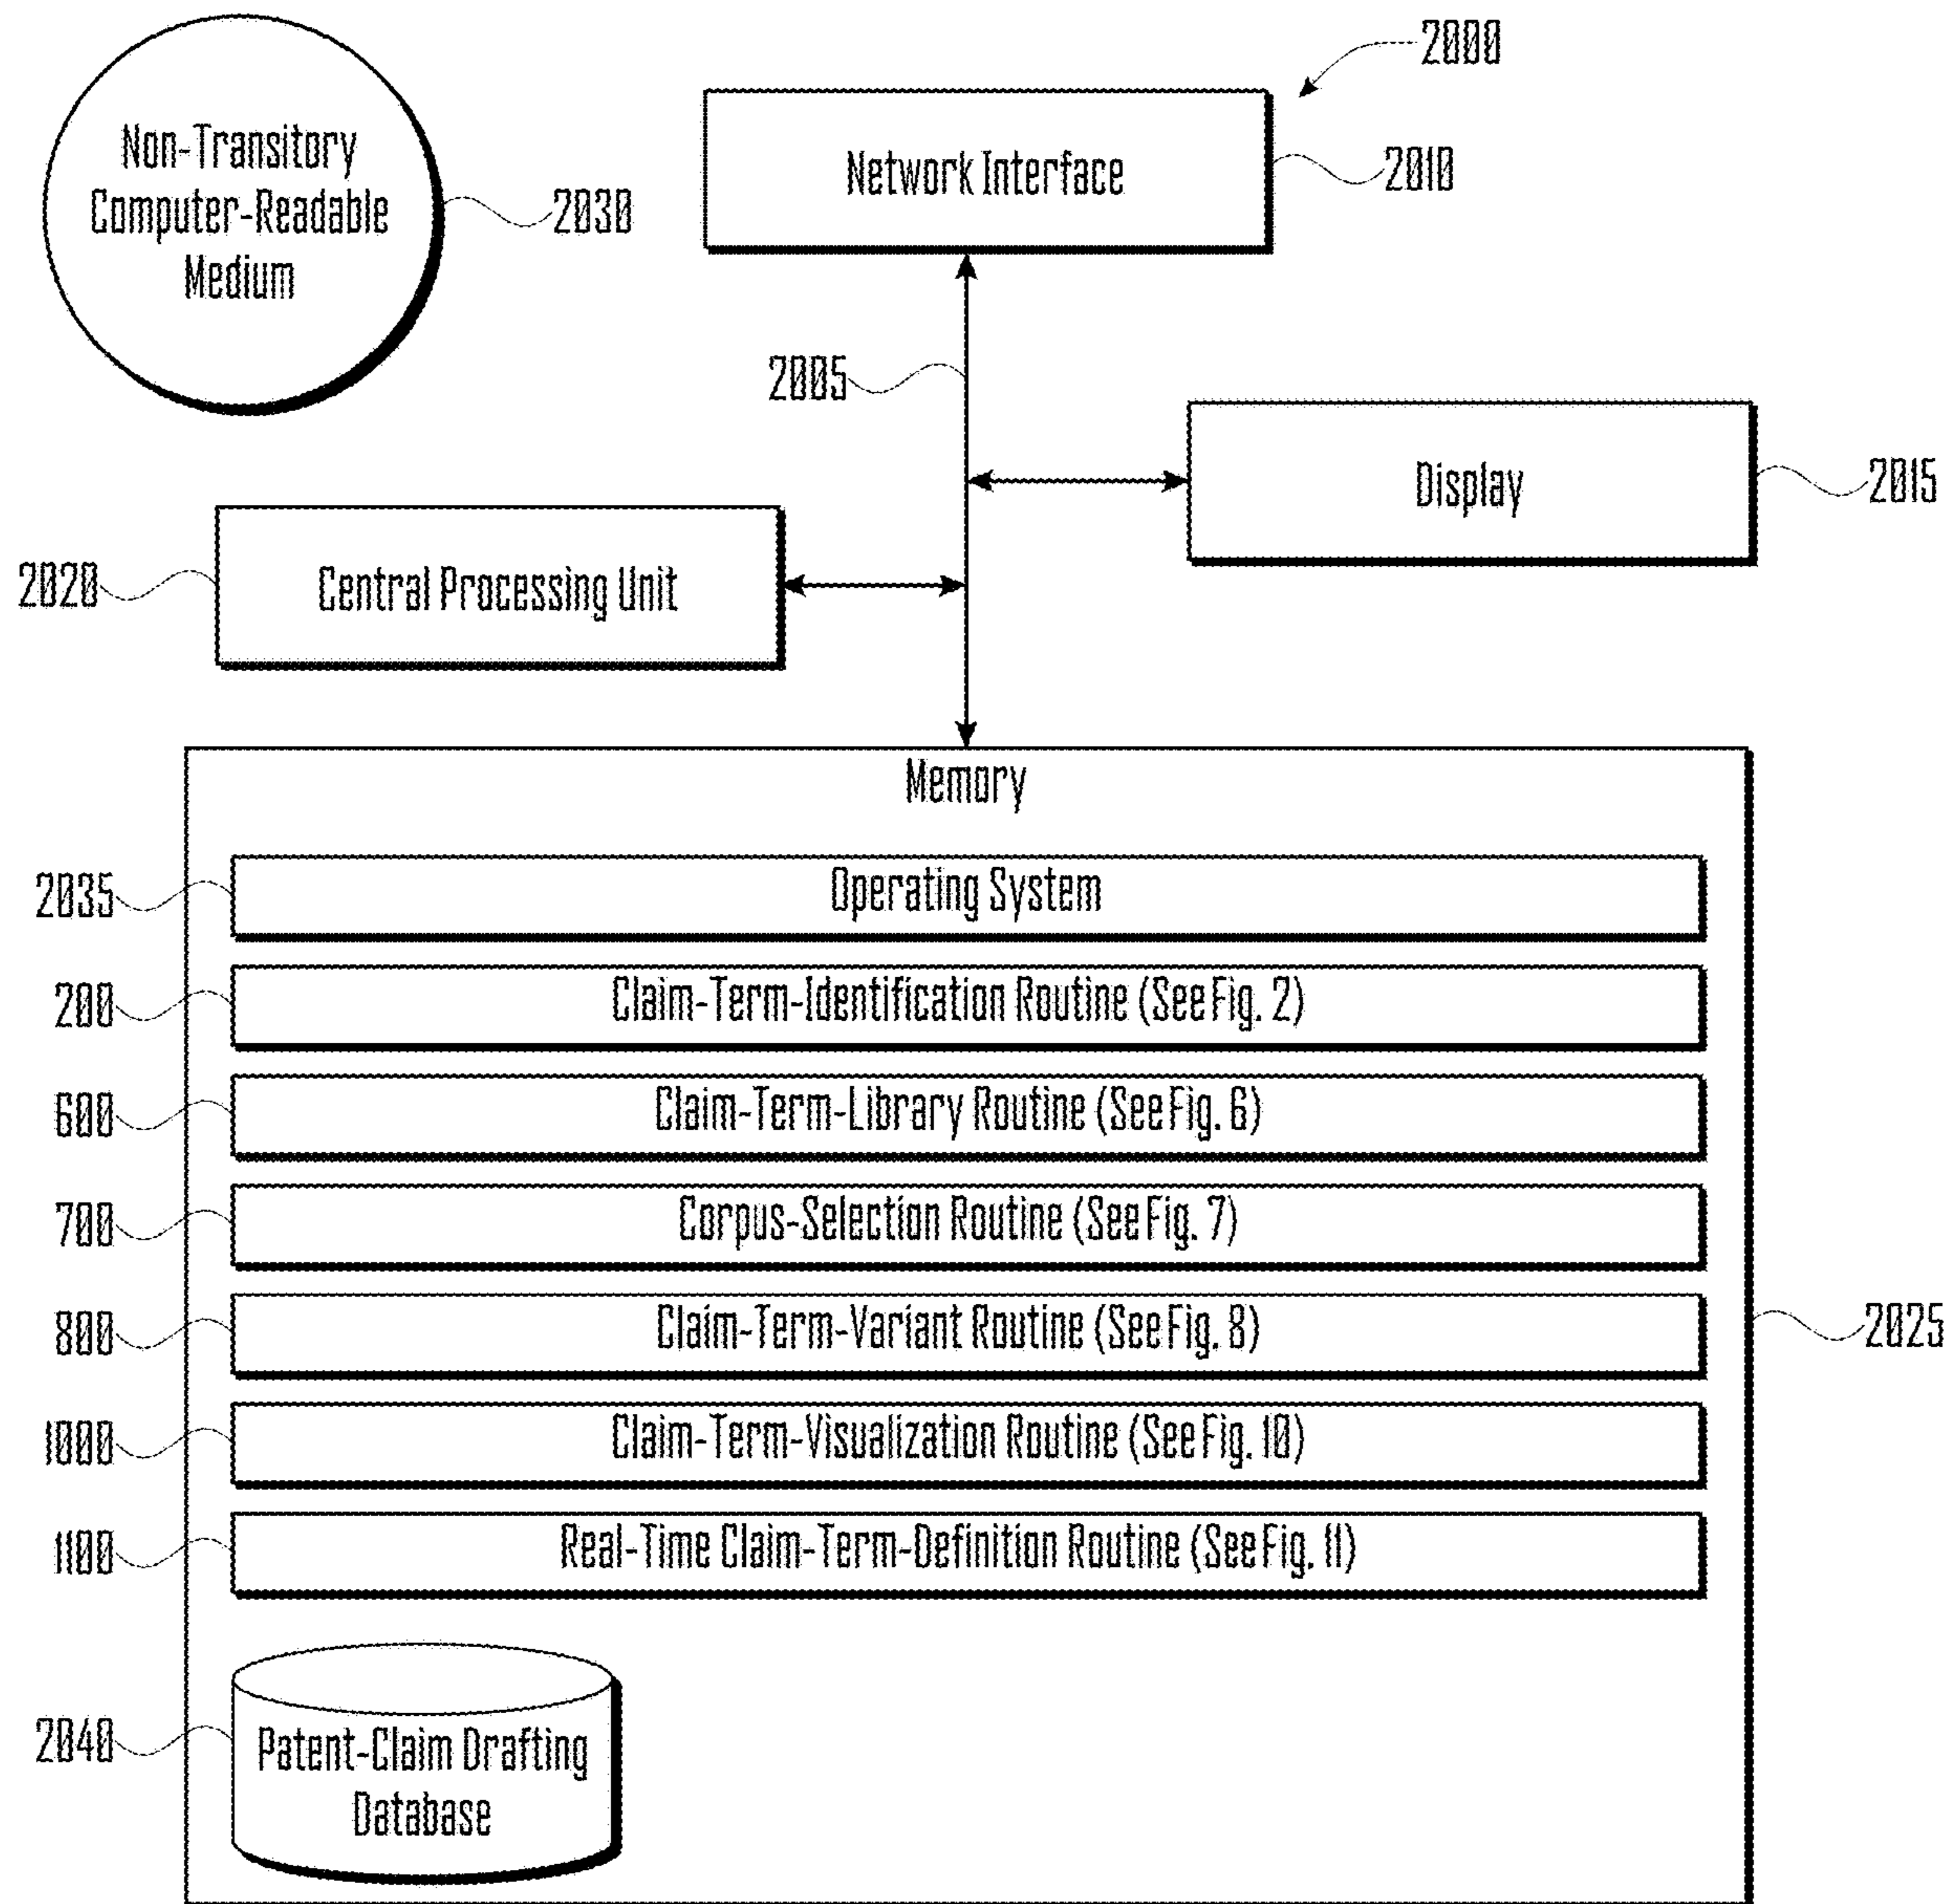 2000
Non-Transitory
Computer-Readable
Medium
2030
Network Interface
2010
2005
Display
2015
2020
Central Processing Unit
Memory
2035
Operating System
200
Claim-Term-Identification Routine (See Fig. 2)
600
Claim-Term-Library Routine (See Fig. 6)
700
Corpus-Selection Routine (See Fig. 7)
800
Claim-Term-Variant Routine (See Fig. 8)
2025
1000
Claim-Term-Visualization Routine (See Fig. 10)
1100
Real-Time Claim-Term-Definition Routine (See Fig. 11)
2040
Patent-Claim Drafting
Database